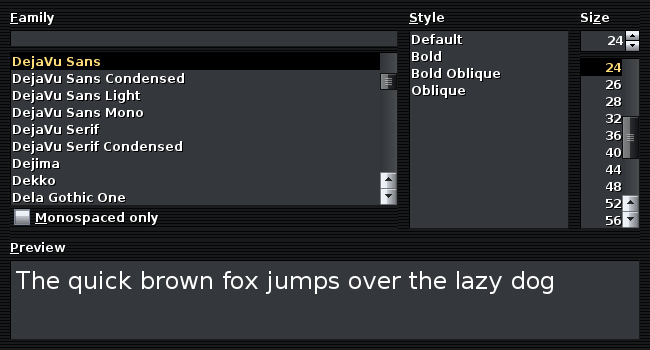 Family
DejaVu Sans
DejaVu Sans Condensed
DejaVu Sans Light
DejaVu Sans Mono
DejaVu Serif
DejaVu Serif Condensed
Dejima
Dekko
Dela Gothic One
Monospaced only
Style
Default
Bold
Bold Oblique
Oblique
Size
24
24
26
28
32
36
40
44
48
52
56
Preview
The quick brown fox jumps over the lazy dog